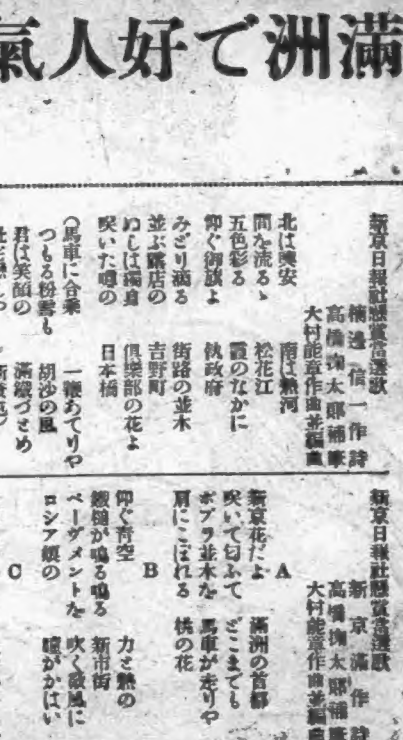 滿洲で好人氣
新京日報社懸賞當選歌
楠邊信一作詩
高橋掬太郎補筆
大村能章作曲並編曲
北は興安 南は熱河
間を流るゝ 松花江
五色彩る 霞のなかに
仰ぐ御旗よ 執政府
みどり滴る 街路の並木
並ぶ露店の 吉野町
ぬしは獨身 倶樂部の花よ
咲いた噂の 日本橋
馬車に合乘 一鞭あてりや
つもる粉雪も 胡沙の風
君は笑顔の 滿鐵づとめ
新京日報社懸賞當選歌
新京滿作詩
高橋掬太郎補筆
大村能章作曲並編曲
A
新京花だよ 滿洲の首都
咲いて匂ふて どこまでも
ポプラ並木を 馬車が走りや
肩にこぼれる 桃の花
B
仰ぐ青空 力と熱の
鐵槌が鳴る鳴る 新市街
ペーヴメントを 吹く微風に
ロシア娘の 瞳がかはい
C